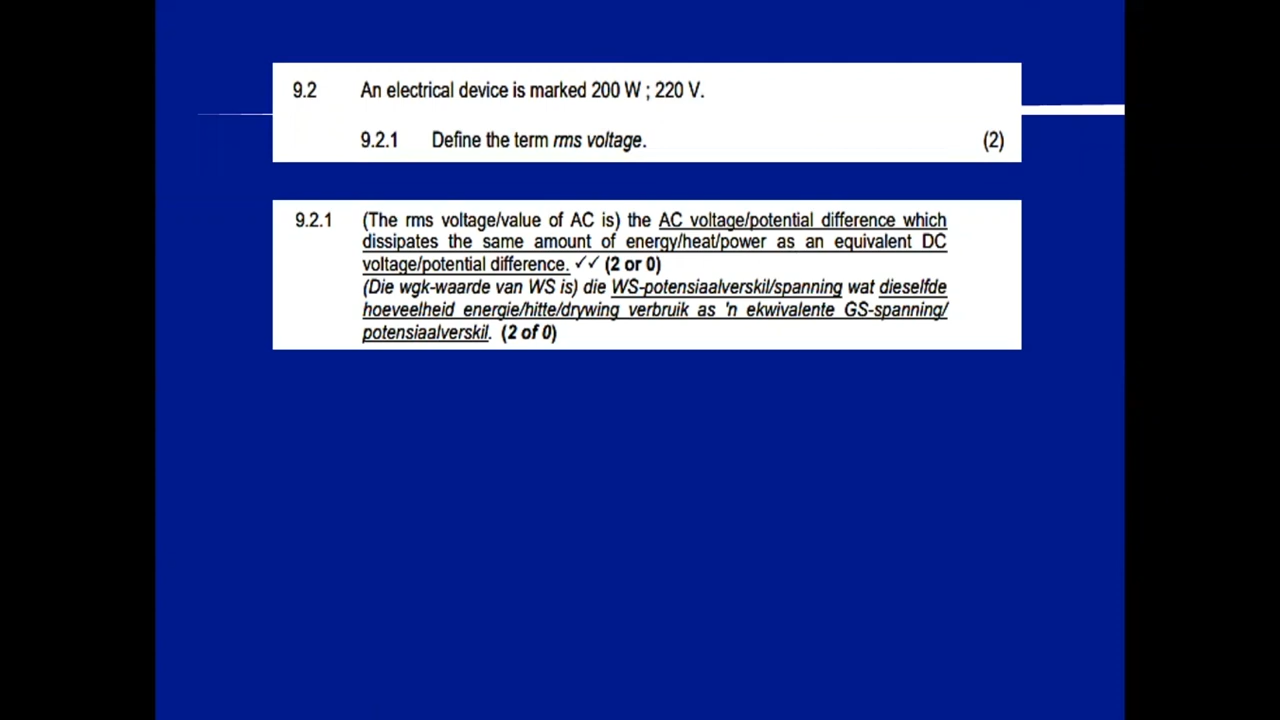 9.2 An electrical device is marked 200 W ; 220 V.
9.2.1 Define the term rms voltage. (2)
9.2.1 (The rms voltage/value of AC is) the AC voltage/potential difference which
dissipates the same amount of energy/heat/power as an equivalent DC
voltage/potential difference. ✓✓ (2 or 0)
(Die wgk-waarde van WS is) die WS-potensiaalverskil/spanning wat dieselfde
hoeveelheid energie/hitte/drywing verbruik as 'n ekwivalente GS-spanning/
potensiaalverskil. (2 of 0)